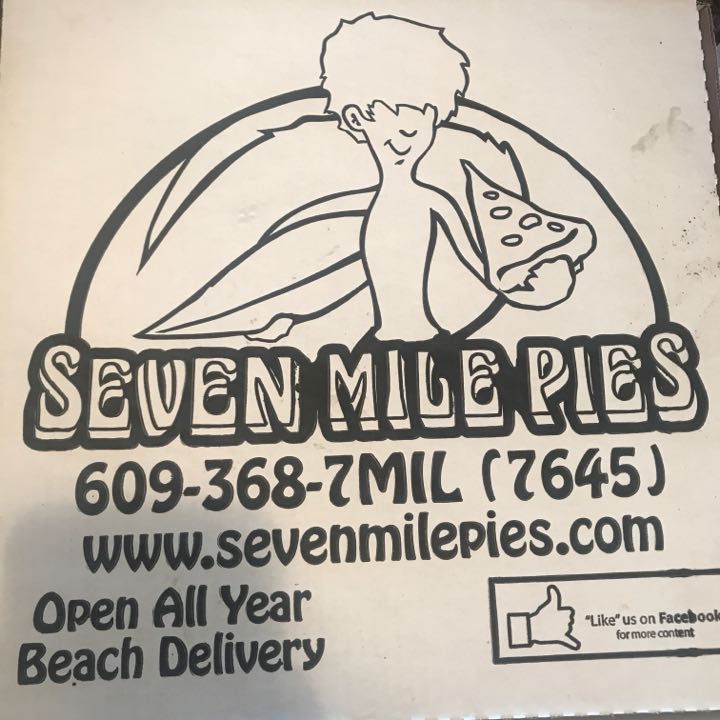 SEVEN MILE PIES
609-368-7MIL (7645)
www.sevenmilepies.com
Open All Year
Beach Delivery
"Like" us on Facebook
for more content